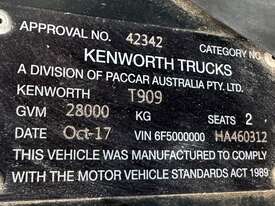 APPROVAL NO. 42342 CATEGORY NC
KENWORTH TRUCKS
A DIVISION OF PACCAR AUSTRALIA PTY. LTD.
KENWORTH T909
GVM 28000 KG SEATS 2
DATE Oct-17 VIN 6F5000000 HA460312
THIS VEHICLE WAS MANUFACTURED TO COMPLY
WITH THE MOTOR VEHICLE STANDARDS ACT 1989